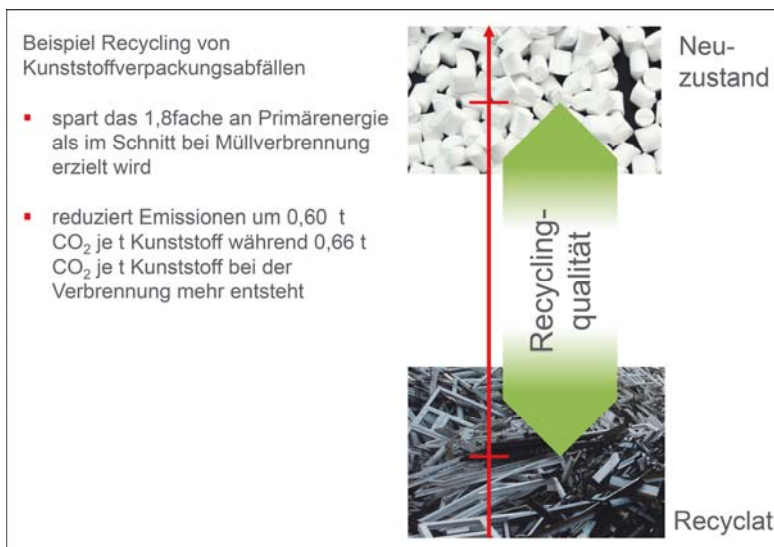 Beispiel Recycling von
Kunststoffverpackungsabfällen
spart das 1,8fache an Primärenergie
als im Schnitt bei Müllverbrennung
erzielt wird
reduziert Emissionen um 0,60 t
CO₂ je t Kunststoff während 0,66 t
CO₂ je t Kunststoff bei der
Verbrennung mehr entsteht
Neu-
zustand
Recycling-
qualität
Recyclat